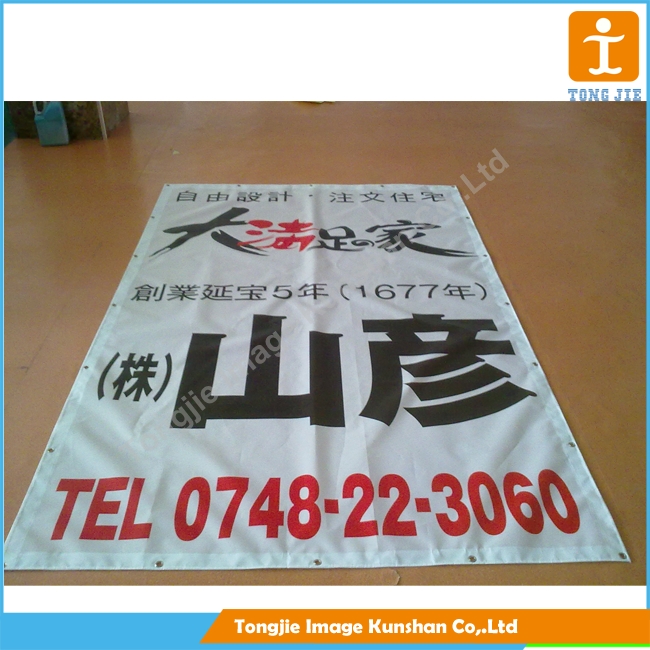 TONG JIE
自由設計・注文住宅
大満足の家
創業延宝5年(1677年)
(株)山彦
TEL 0748-22-3060
Tongjie Image Kunshan Co,.Ltd